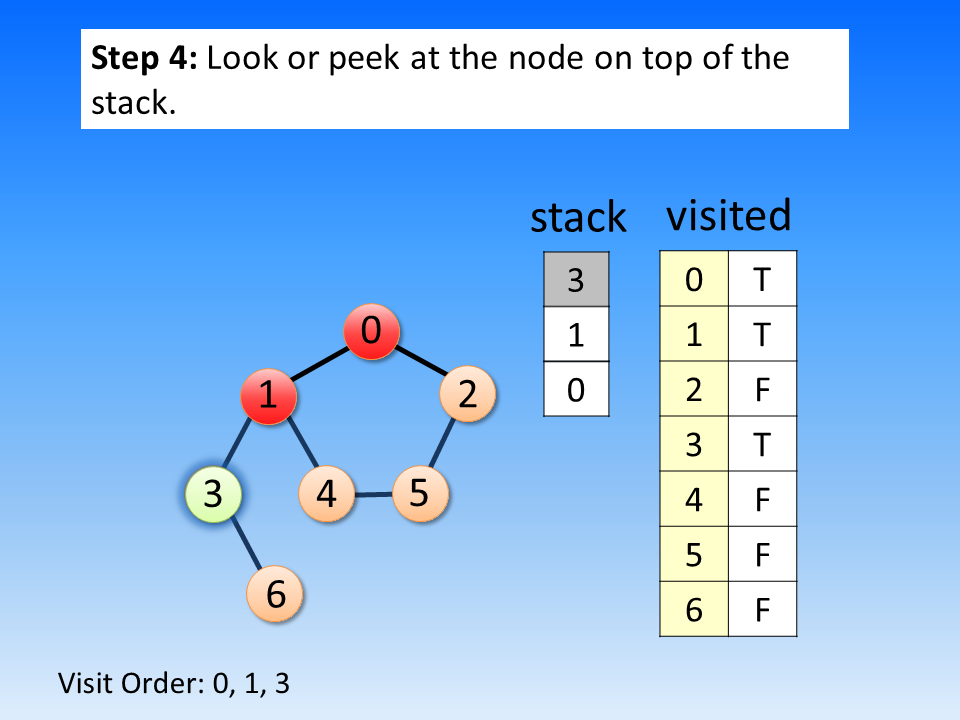 Step 4: Look or peek at the node on top of the
stack.
stack visited
3
1
0
0 T
1 T
2 F
3 T
4 F
5 F
6 F
0
1
2
3
4
5
6
Visit Order: 0, 1, 3